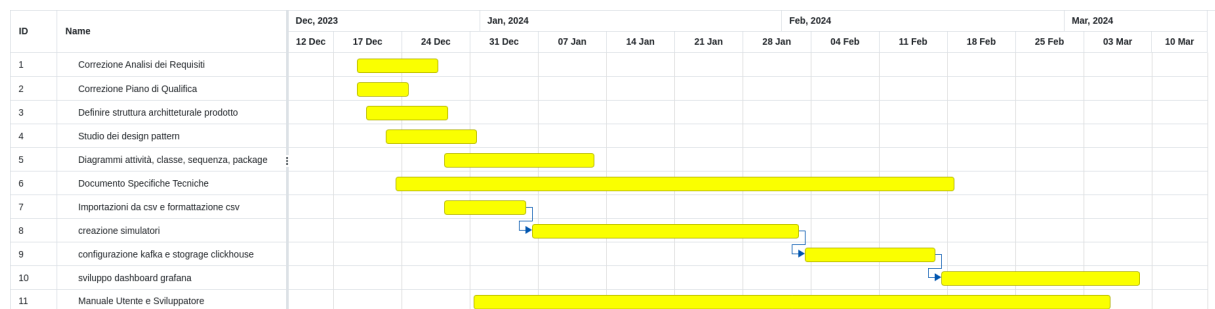 ID Name Dec, 2023 Jan, 2024 Feb, 2024 Mar, 2024
12 Dec 17 Dec 24 Dec 31 Dec 07 Jan 14 Jan 21 Jan 28 Jan 04 Feb 11 Feb 18 Feb 25 Feb 03 Mar 10 Mar
1 Correzione Analisi dei Requisiti
2 Correzione Piano di Qualifica
3 Definire struttura architteturale prodotto
4 Studio dei design pattern
5 Diagrammi attività, classe, sequenza, package
6 Documento Specifiche Tecniche
7 Importazioni da csv e formattazione csv
8 creazione simulatori
9 configurazione kafka e stograge clickhouse
10 sviluppo dashboard grafana
11 Manuale Utente e Sviluppatore